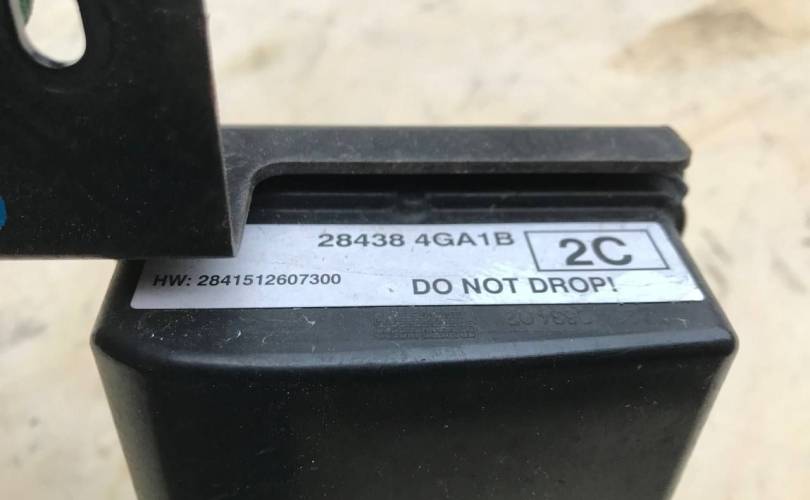 28438 4GA1B 2C
HW: 2841512607300 DO NOT DROP!